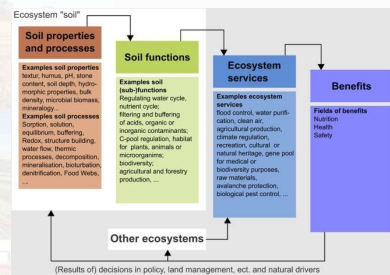 Ecosystem "soil"
Soil properties
and processes
Examples soil properties
textur, humus, pH, stone
content, soil depth, hydro-
morphic properties, bulk
density, microbial biomass,
mineralogy...
Examples soil processes
Sorption, solution,
equilibrium, buffering,
Redox, structure building,
water flow, thermic
processes, decomposition,
mineralisation, bioturbation,
denitrification, Food Webs,
...
Soil functions
Examples soil
(sub-)functions
Regulating water cycle,
nutrient cycle;
filtering and buffering
of acids, organic or
inorganic contaminants;
C-pool regulation, habitat
for plants, animals or
microorganisms;
biodiversity;
agricultural and forestry
production, ...
Ecosystem
services
Examples ecosystem
services
flood control, water purifi-
cation, clean air,
agricultural production,
climate regulation,
recreation, cultural or
natural heritage, gene pool
for medical or
biodiversity purposes,
raw materials,
avalanche protection,
biological pest control, ...
Benefits
Fields of benefits
Nutrition
Health
Safety
Other ecosystems
(Results of) decisions in policy, land management, ect. and natural drivers